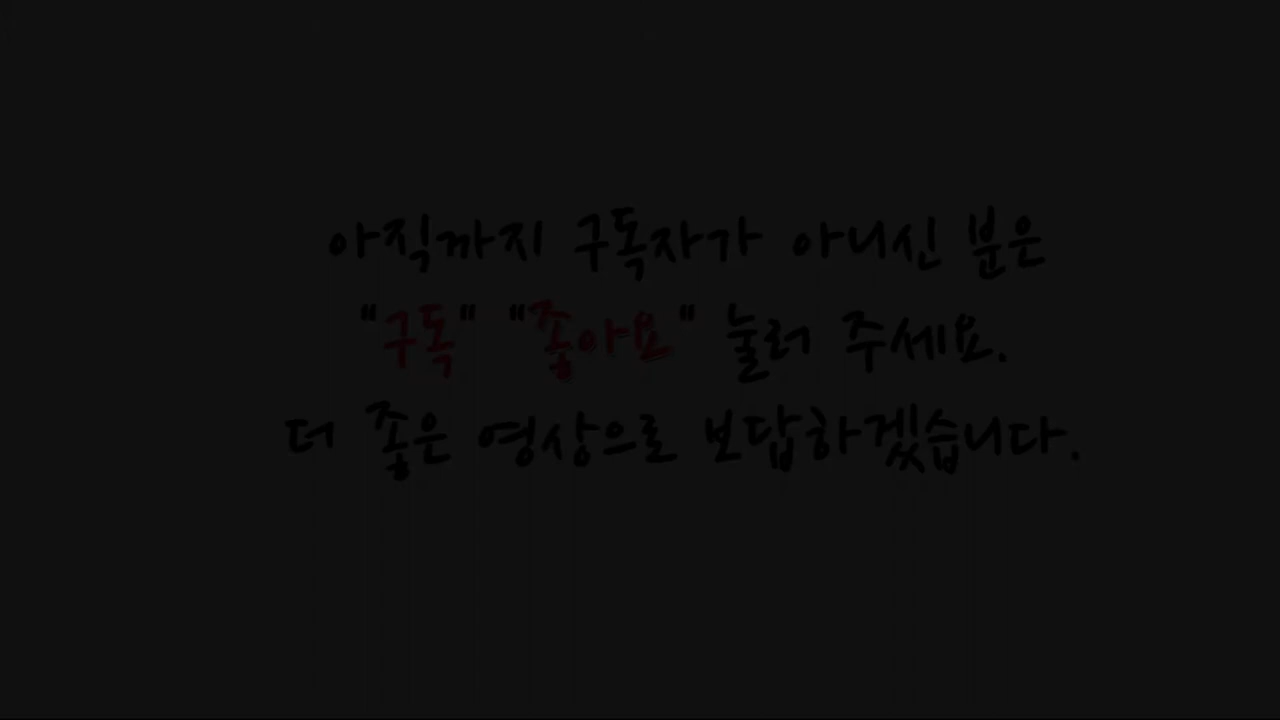 아직까지 구독자가 아니신 분은
"구독" "좋아요" 눌러 주세요.
더 좋은 영상으로 보답하겠습니다.